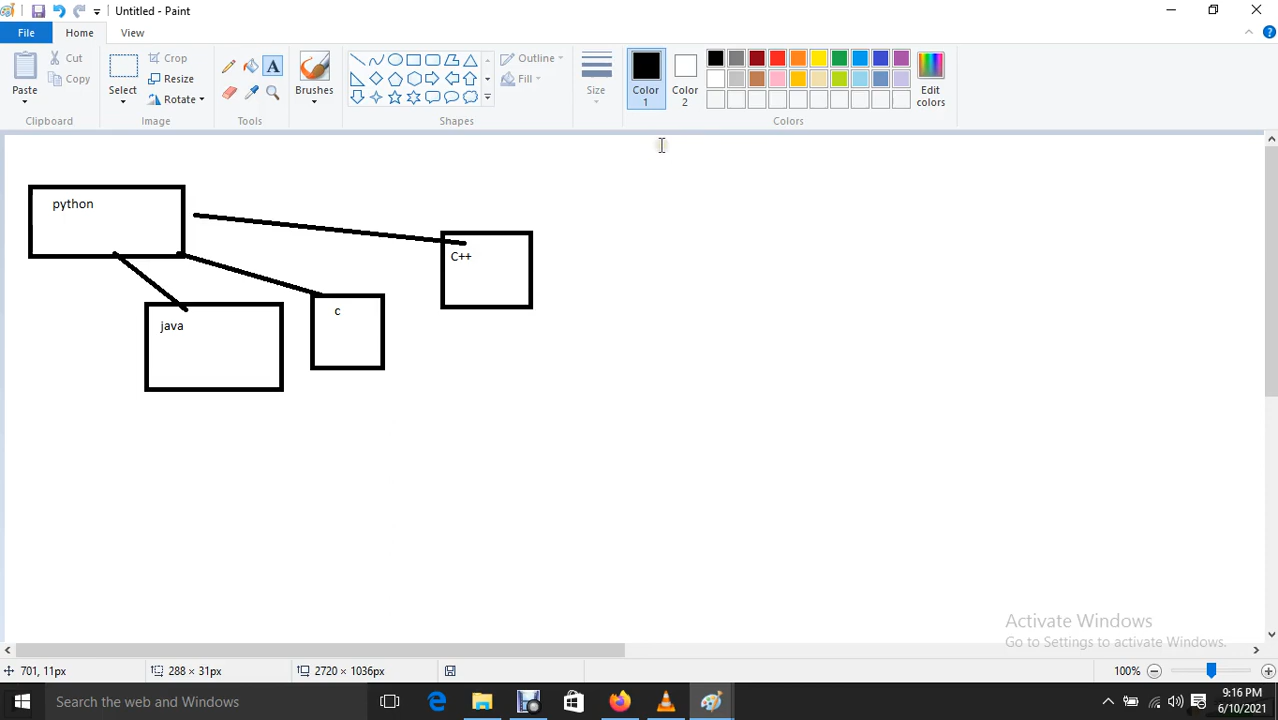 Untitled - Paint
File
Home
View
Paste
Cut
Copy
Clipboard
Select
Crop
Resize
Rotate
Image
A
Tools
Brushes
Outline
Fill
Shapes
Size
Color 1
Color 2
Edit colors
Colors
python
C++
java
c
Activate Windows
Go to Settings to activate Windows.
701, 11px
288 × 31px
2720 × 1036px
100%
Search the web and Windows
9:16 PM
6/10/2021